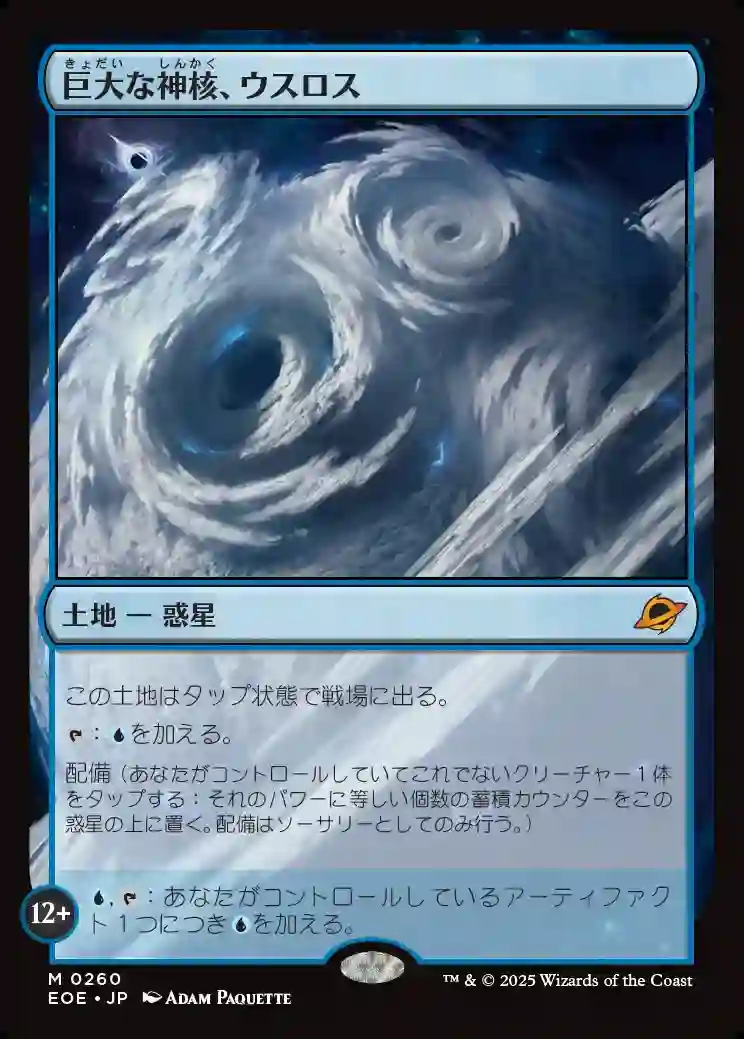 巨大な神核、ウスロス
きょだい しんかく
土地 — 惑星
この土地はタップ状態で戦場に出る。
：を加える。
配備（あなたがコントロールしていてこれでないクリーチャー１体
をタップする：それのパワーに等しい個数の蓄積カウンターをこの
惑星の上に置く。配備はソーサリーとしてのみ行う。）
12+
, ：あなたがコントロールしているアーティファク
ト１つにつきを加える。
M 0260
EOE • JP ADAM PAQUETTE
™ & © 2025 Wizards of the Coast